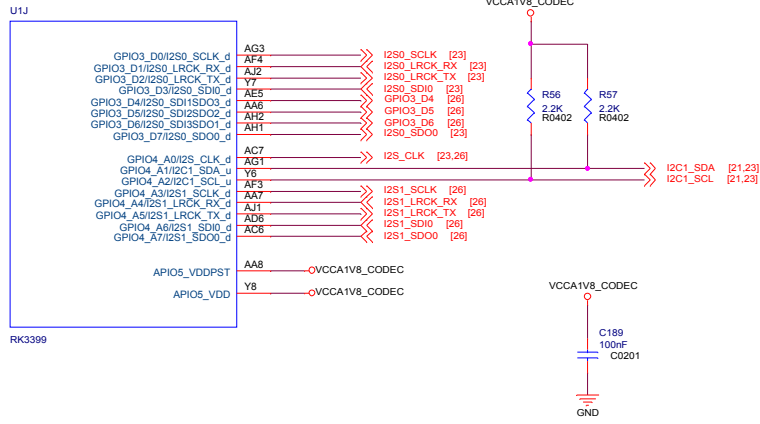 VCCA1V8_CODEC
U1J
GPIO3_D0/I2S0_SCLK_d AG3 I2S0_SCLK [23]
GPIO3_D1/I2S0_LRCK_RX_d AF4 I2S0_LRCK_RX [23]
GPIO3_D2/I2S0_LRCK_TX_d AJ2 I2S0_LRCK_TX [23]
GPIO3_D3/I2S0_SDI0_d Y7 I2S0_SDI0 [23]
GPIO3_D4/I2S0_SDI1SDO3_d AE5 GPIO3_D4 [26]
GPIO3_D5/I2S0_SDI2SDO2_d AA6 GPIO3_D5 [26]
GPIO3_D6/I2S0_SDI3SDO1_d AH2 GPIO3_D6 [26]
GPIO3_D7/I2S0_SDO0_d AH1 I2S0_SDO0 [23]
R56 R57
2.2K 2.2K
R0402 R0402
GPIO4_A0/I2S_CLK_d AC7 I2S_CLK [23,26]
GPIO4_A1/I2C1_SDA_u AG1 I2C1_SDA [21,23]
GPIO4_A2/I2C1_SCL_u Y6 I2C1_SCL [21,23]
GPIO4_A3/I2S1_SCLK_d AF3 I2S1_SCLK [26]
GPIO4_A4/I2S1_LRCK_RX_d AA7 I2S1_LRCK_RX [26]
GPIO4_A5/I2S1_LRCK_TX_d AJ1 I2S1_LRCK_TX [26]
GPIO4_A6/I2S1_SDI0_d AD6 I2S1_SDI0 [26]
GPIO4_A7/I2S1_SDO0_d AC6 I2S1_SDO0 [26]
APIO5_VDDPST AA8 VCCA1V8_CODEC
APIO5_VDD Y8 VCCA1V8_CODEC
RK3399
VCCA1V8_CODEC
C189
100nF
C0201
GND